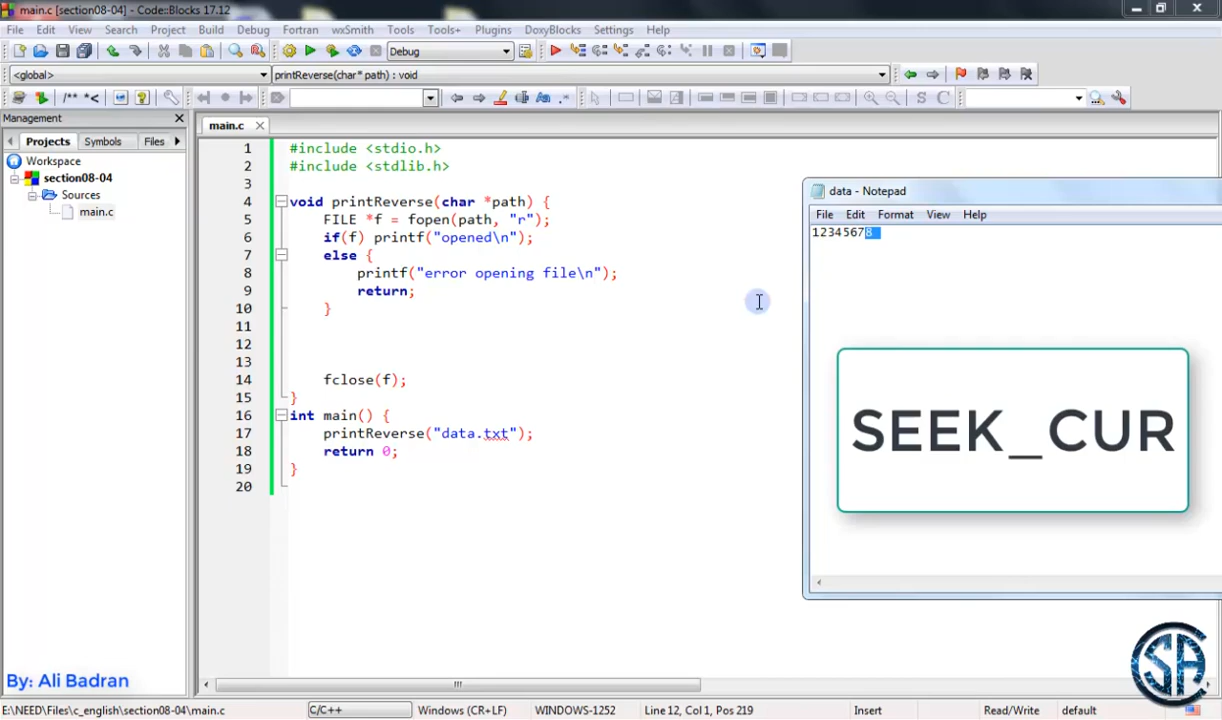 main.c [section08-04] - Code::Blocks 17.12
File Edit View Search Project Build Debug Fortran wxSmith Tools Tools+ Plugins DoxyBlocks Settings Help
Debug
<global> printReverse(char* path) : void
/** *< S C
Management
Projects Symbols Files
main.c
Workspace
section08-04
Sources
main.c
1 #include <stdio.h>
2 #include <stdlib.h>
3
4 void printReverse(char *path) {
5 FILE *f = fopen(path, "r");
6 if(f) printf("opened\n");
7 else {
8 printf("error opening file\n");
9 return;
10 }
11
12
13
14 fclose(f);
15 }
16 int main() {
17 printReverse("data.txt");
18 return 0;
19 }
20
data - Notepad
File Edit Format View Help
12345678
SEEK_CUR
By: Ali Badran
E:\NEED\Files\c_english\section08-04\main.c C/C++ Windows (CR+LF) WINDOWS-1252 Line 12, Col 1, Pos 219 Insert Read/Write default